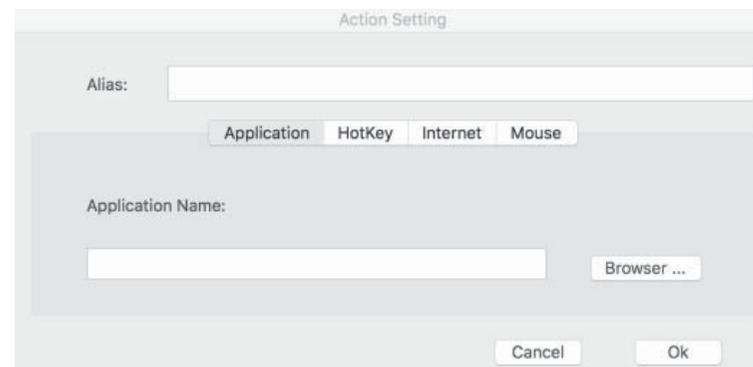 Action Setting
Alias:
Application HotKey Internet Mouse
Application Name:
Browser ...
Cancel Ok